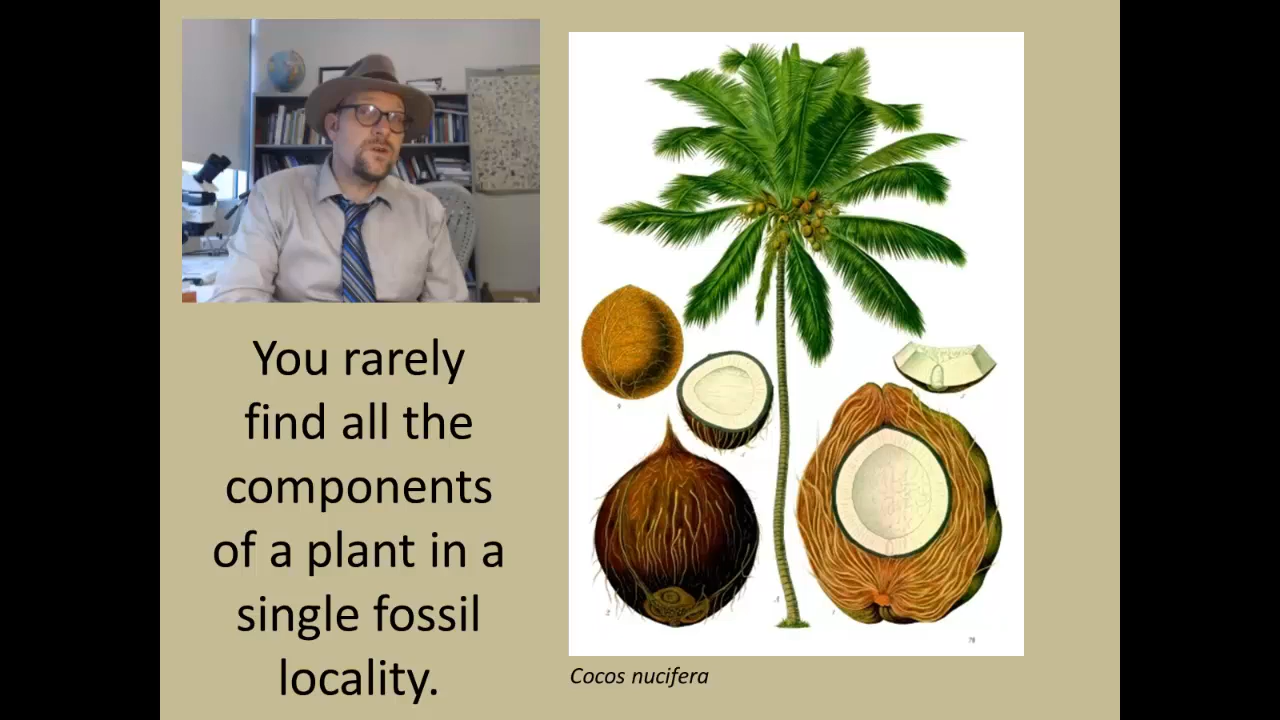 You rarely
find all the
components
of a plant in a
single fossil
locality.
Cocos nucifera